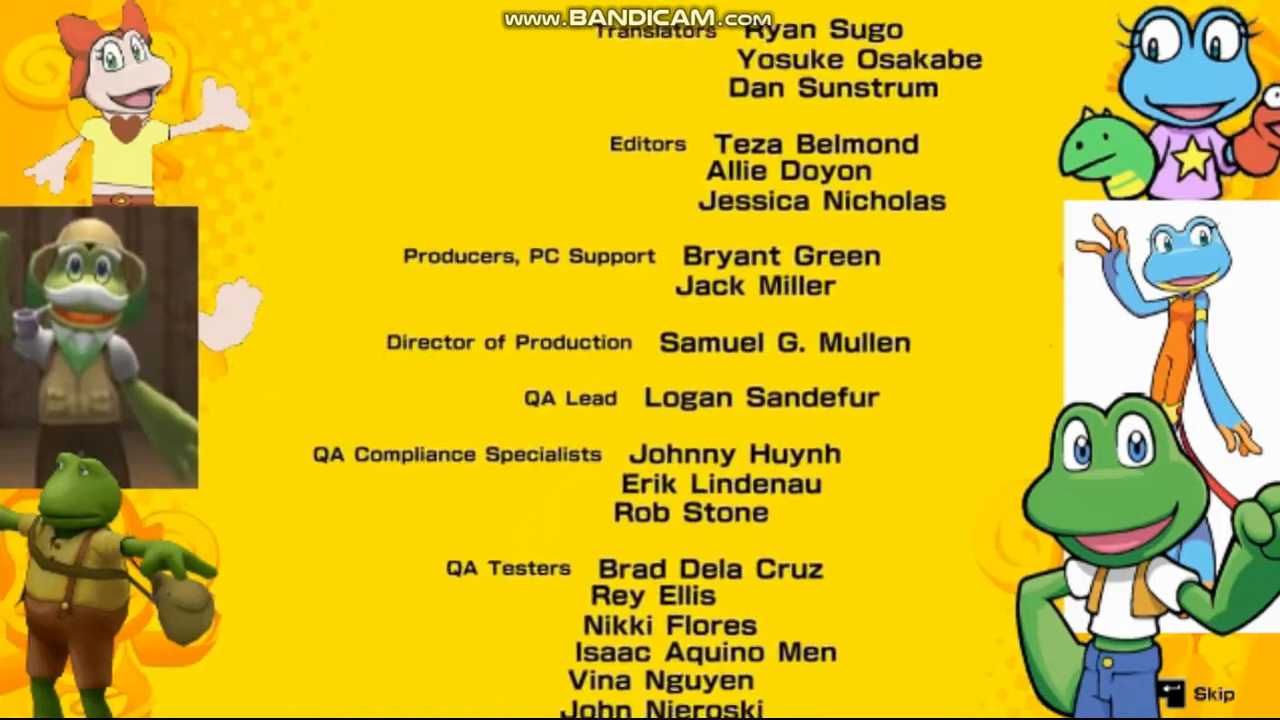 WWW.BANDICAM.COM
Translators Ryan Sugo
Yosuke Osakabe
Dan Sunstrum
Editors Teza Belmond
Allie Doyon
Jessica Nicholas
Producers, PC Support Bryant Green
Jack Miller
Director of Production Samuel G. Mullen
QA Lead Logan Sandefur
QA Compliance Specialists Johnny Huynh
Erik Lindenau
Rob Stone
QA Testers Brad Dela Cruz
Rey Ellis
Nikki Flores
Isaac Aquino Men
Vina Nguyen
John Nieroski
Skip